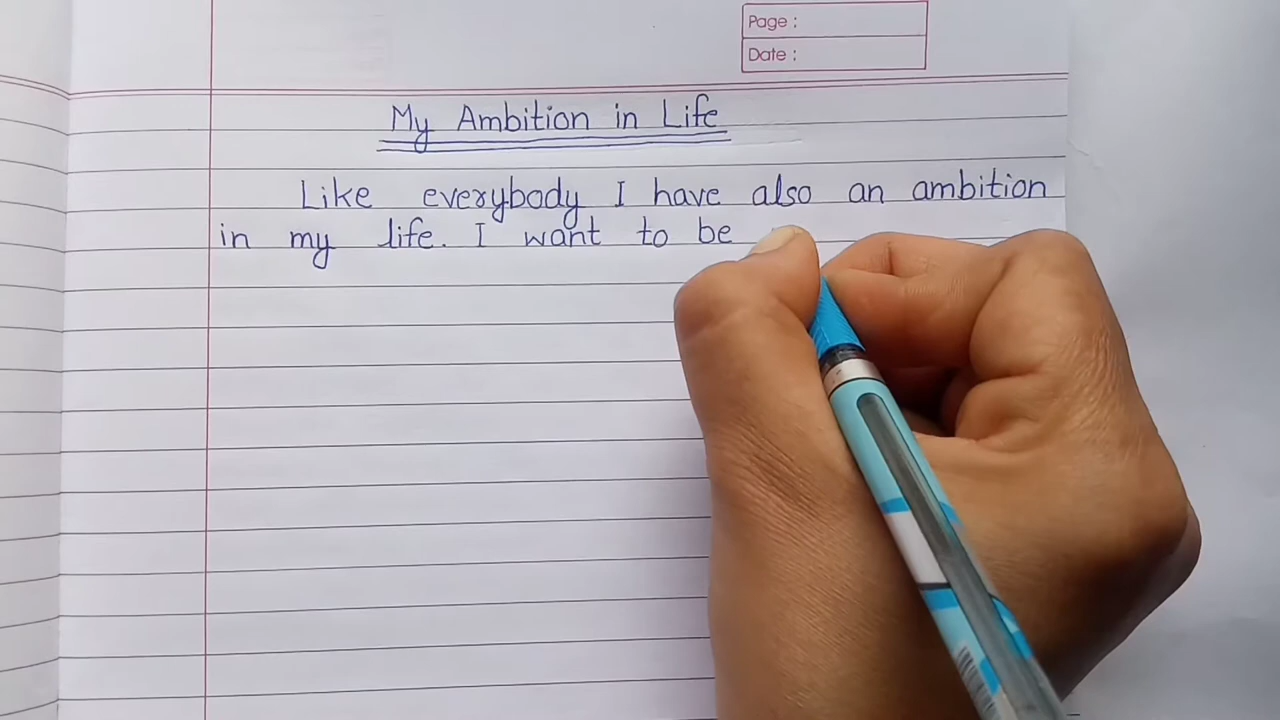 Page :
Date :
My Ambition in Life
Like everybody I have also an ambition
in my life. I want to be